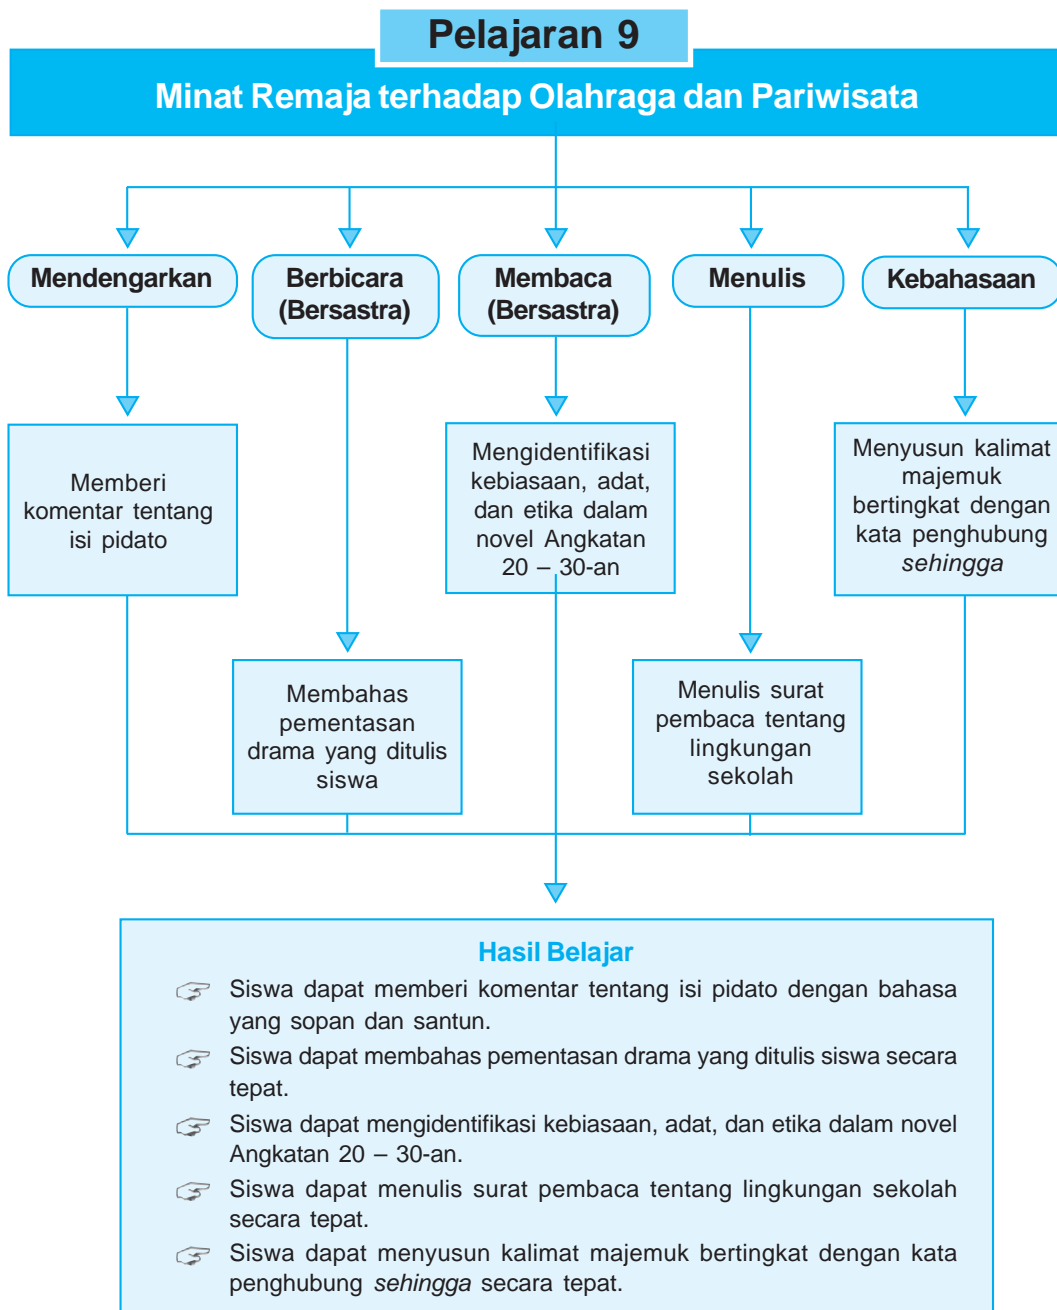 Pelajaran 9
Minat Remaja terhadap Olahraga dan Pariwisata
Mendengarkan
Berbicara
(Bersastra)
Membaca
(Bersastra)
Menulis
Kebahasaan
Memberi
komentar tentang
isi pidato
Mengidentifikasi
kebiasaan, adat,
dan etika dalam
novel Angkatan
20 – 30-an
Menyusun kalimat
majemuk
bertingkat dengan
kata penghubung
sehingga
Membahas
pementasan
drama yang ditulis
siswa
Menulis surat
pembaca tentang
lingkungan
sekolah
Hasil Belajar
Siswa dapat memberi komentar tentang isi pidato dengan bahasa
yang sopan dan santun.
Siswa dapat membahas pementasan drama yang ditulis siswa secara
tepat.
Siswa dapat mengidentifikasi kebiasaan, adat, dan etika dalam novel
Angkatan 20 – 30-an.
Siswa dapat menulis surat pembaca tentang lingkungan sekolah
secara tepat.
Siswa dapat menyusun kalimat majemuk bertingkat dengan kata
penghubung sehingga secara tepat.